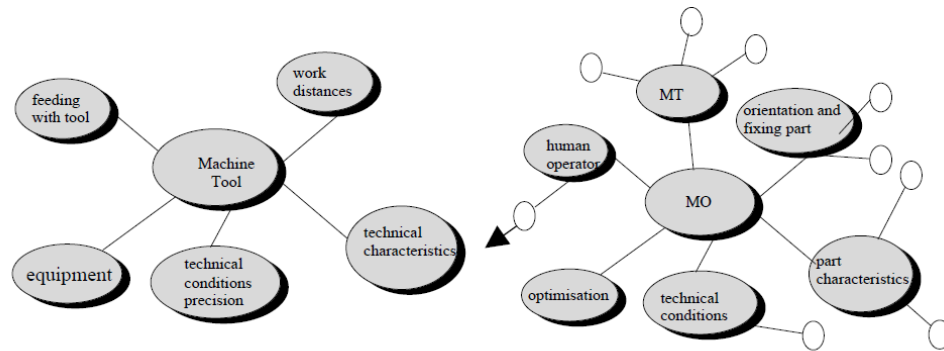 feeding
with tool
work
distances
Machine
Tool
equipment
technical
conditions
precision
technical
characteristics
MT
orientation and
fixing part
human
operator
MO
optimisation
technical
conditions
part
characteristics